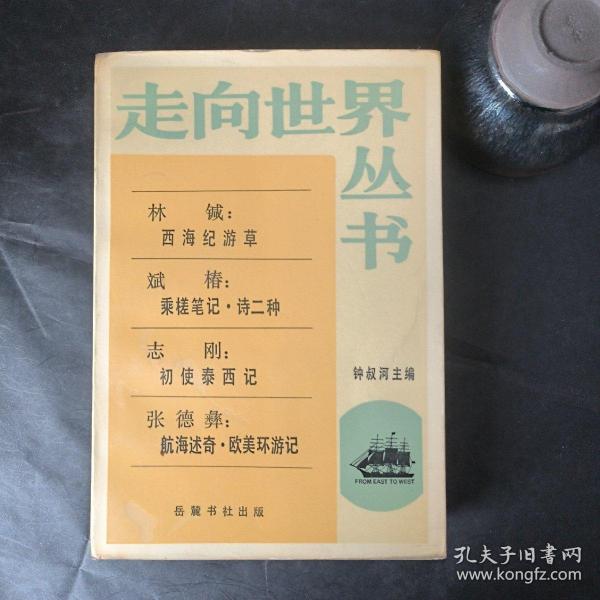 走向世界
丛书
林 鍼：
西海纪游草
斌 椿：
乘槎笔记·诗二种
志 刚：
初使泰西记
张德彝：
航海述奇·欧美环游记
钟叔河主编
FROM EAST TO WEST
岳麓书社出版
孔夫子旧书网
www.kongfz.com